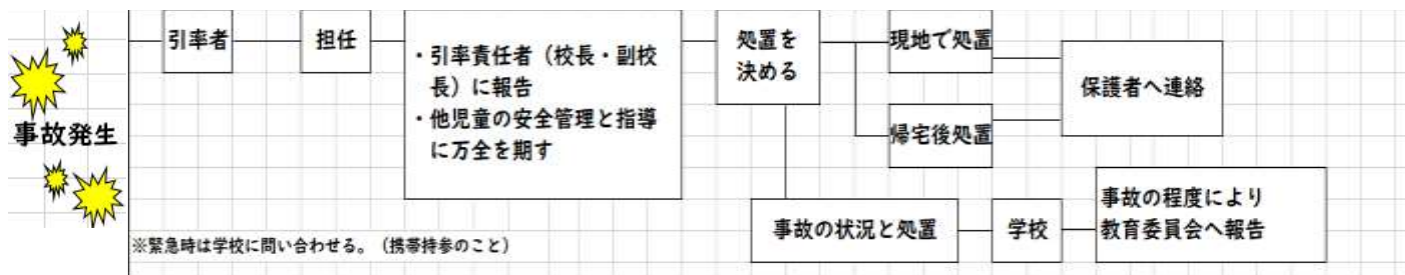 事故発生
引率者
担任
・引率責任者（校長・副校
長）に報告
・他児童の安全管理と指導
に万全を期す
処置を
決める
現地で処置
帰宅後処置
保護者へ連絡
事故の状況と処置
学校
事故の程度により
教育委員会へ報告
※緊急時は学校に問い合わせる。（携帯持参のこと）